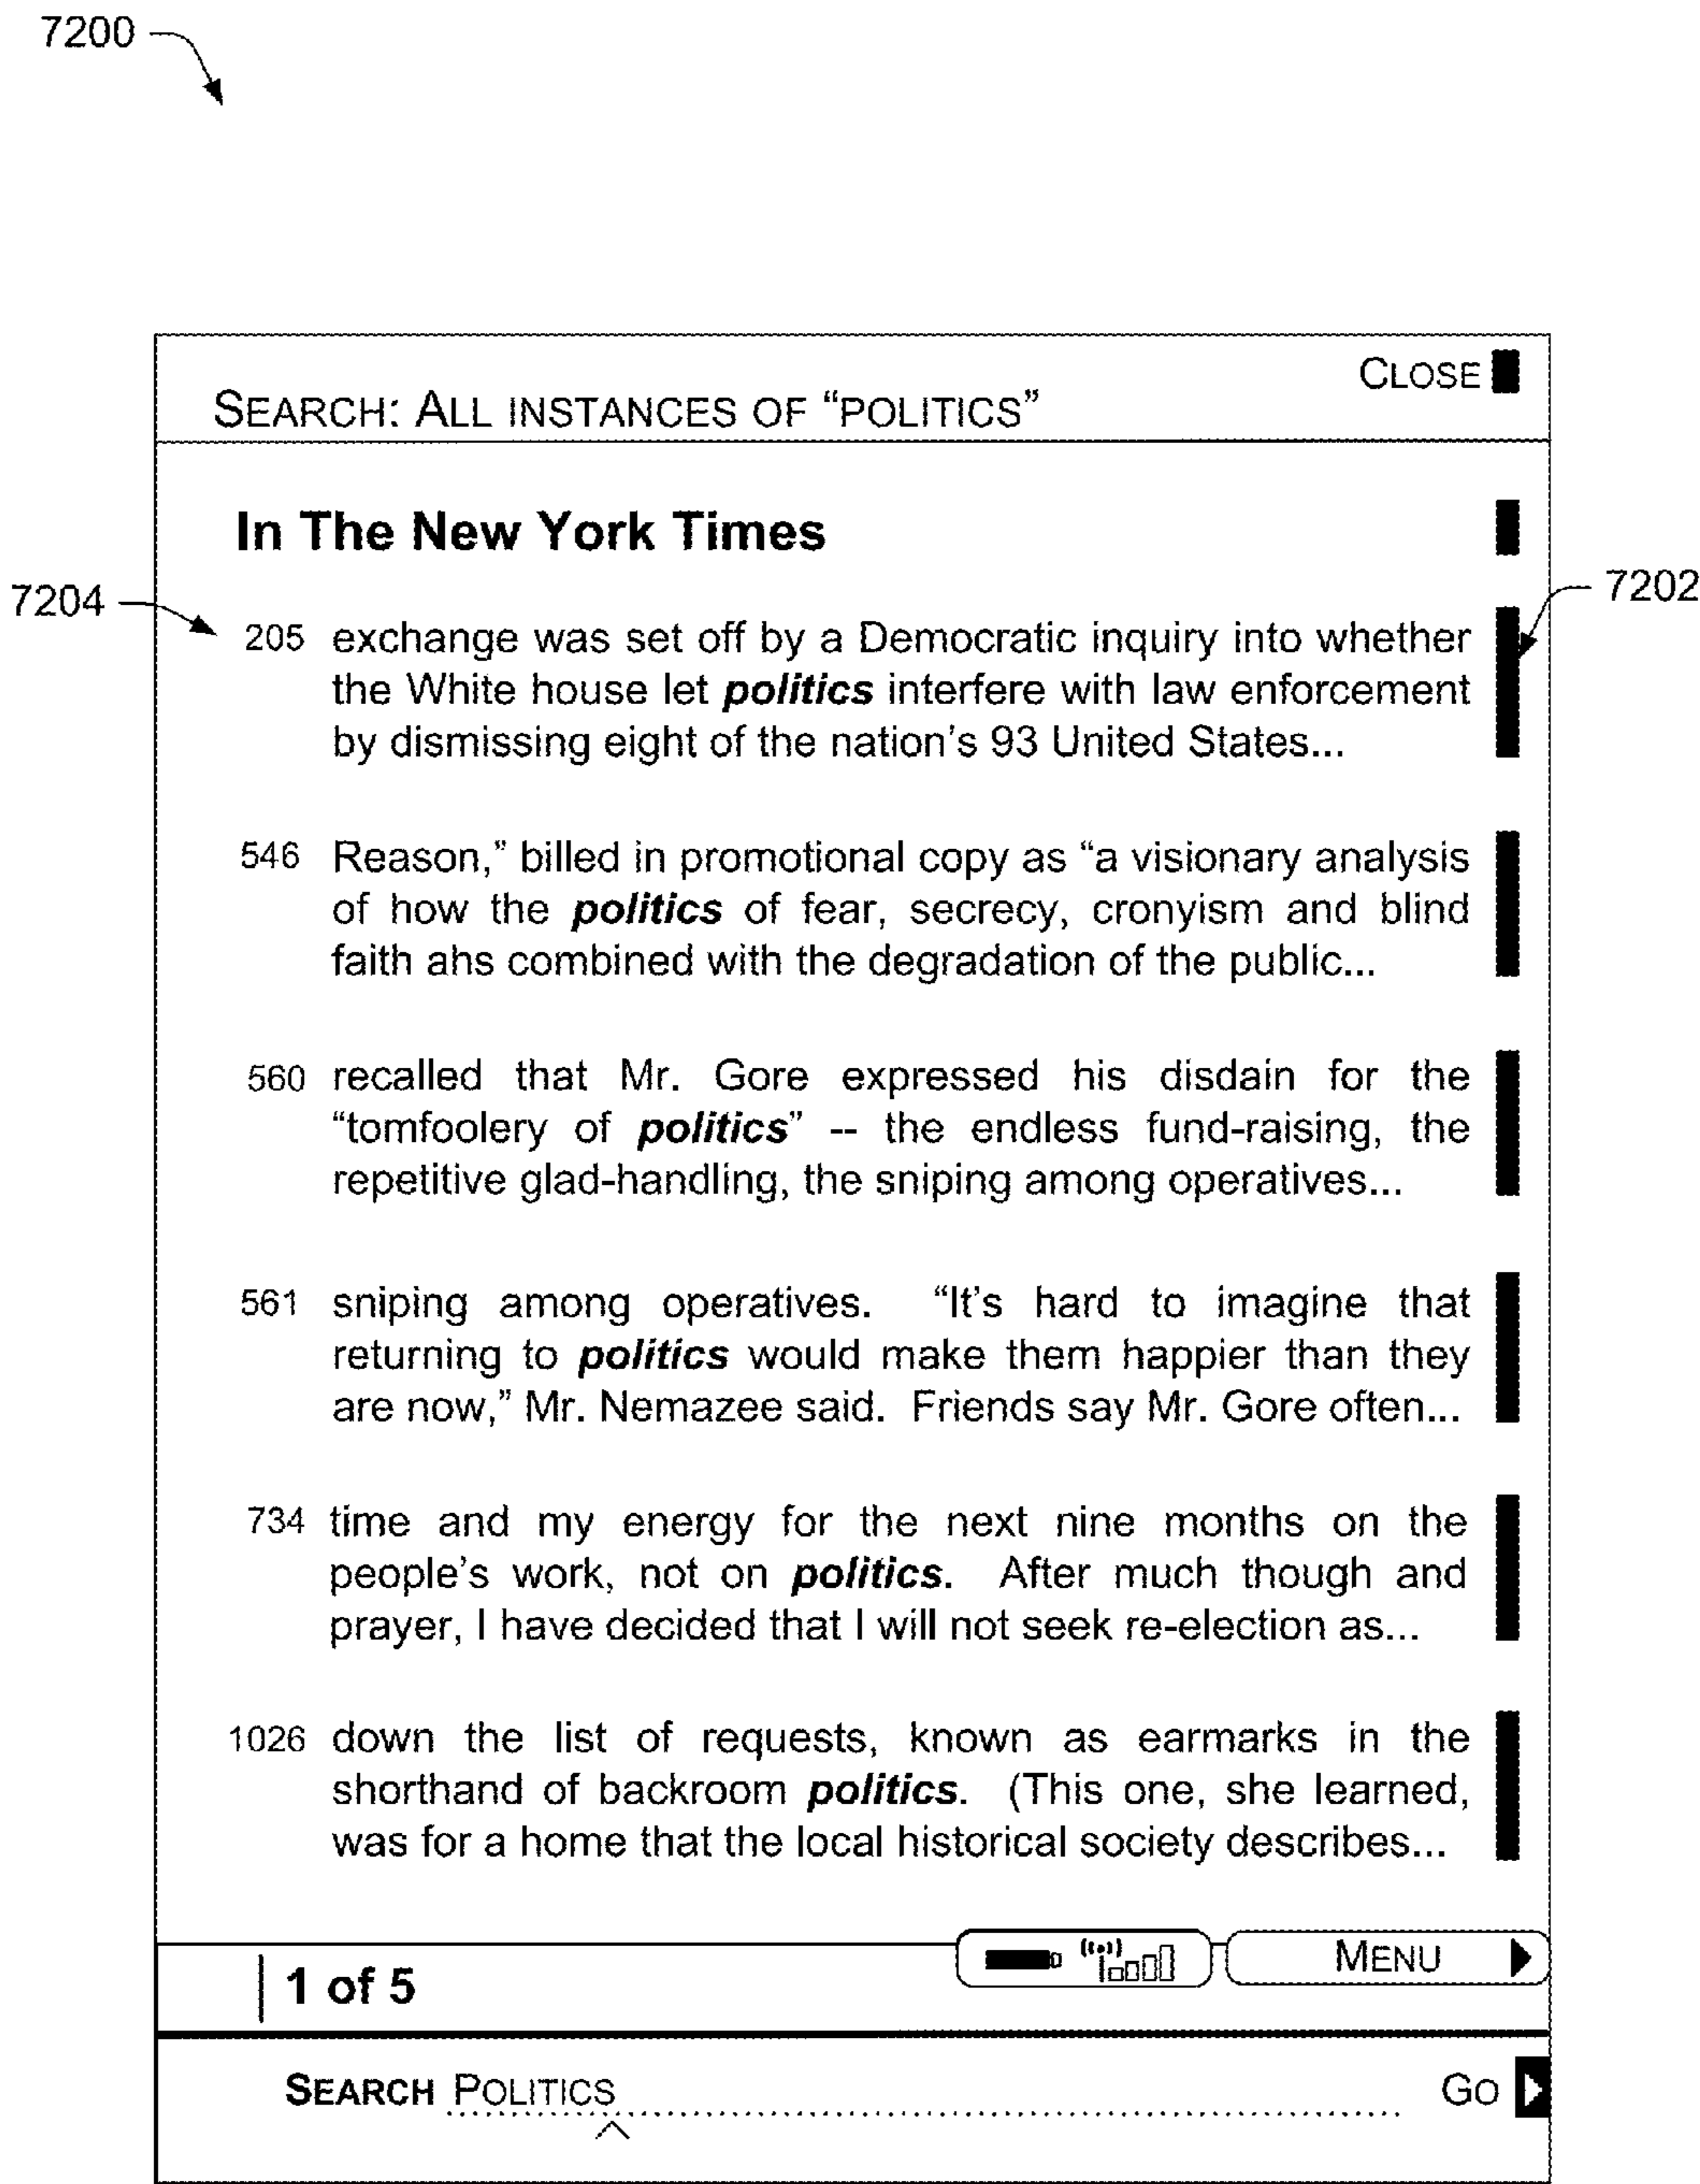 7200
CLOSE
SEARCH: ALL INSTANCES OF “POLITICS”
In The New York Times
7202
7204
205 exchange was set off by a Democratic inquiry into whether
the White house let politics interfere with law enforcement
by dismissing eight of the nation's 93 United States...
546 Reason,” billed in promotional copy as “a visionary analysis
of how the politics of fear, secrecy, cronyism and blind
faith ahs combined with the degradation of the public...
560 recalled that Mr. Gore expressed his disdain for the
“tomfoolery of politics” -- the endless fund-raising, the
repetitive glad-handling, the sniping among operatives...
561 sniping among operatives. “It's hard to imagine that
returning to politics would make them happier than they
are now,” Mr. Nemazee said. Friends say Mr. Gore often...
734 time and my energy for the next nine months on the
people's work, not on politics. After much though and
prayer, I have decided that I will not seek re-election as...
1026 down the list of requests, known as earmarks in the
shorthand of backroom politics. (This one, she learned,
was for a home that the local historical society describes...
MENU
1 of 5
SEARCH POLITICS
GO